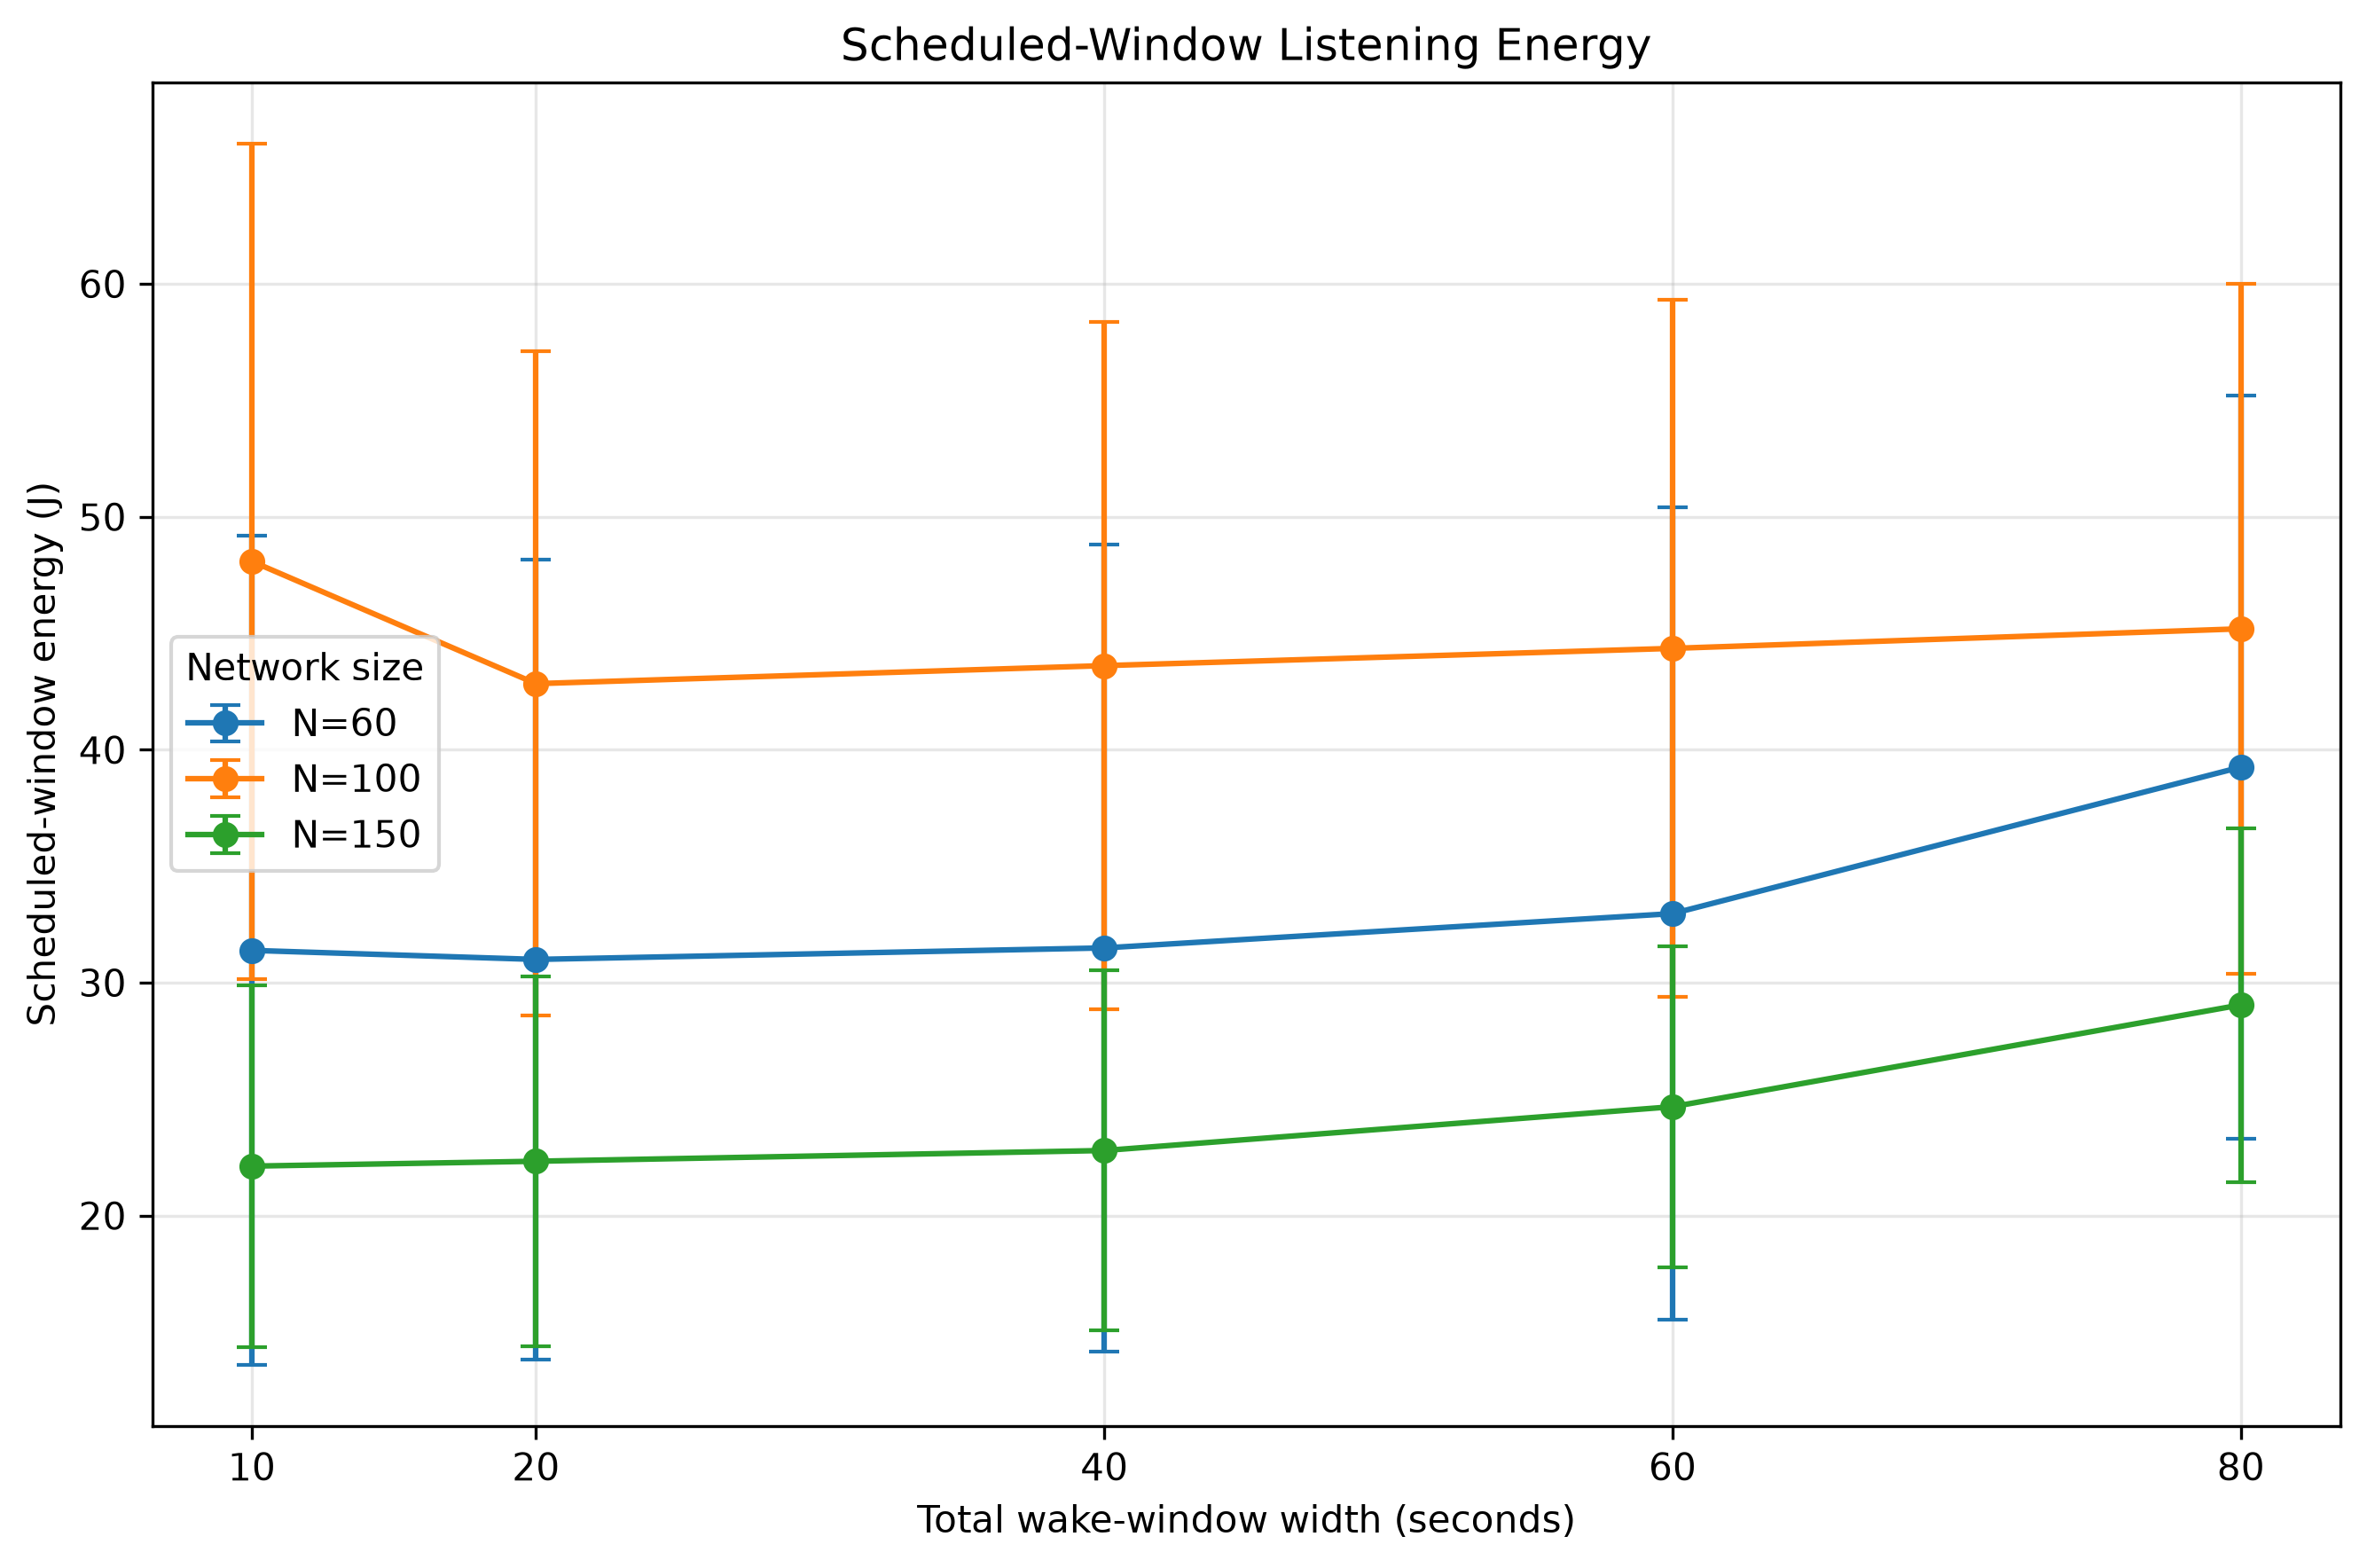 Scheduled-Window Listening Energy
Scheduled-window energy (J)
60
50
40
30
20
Network size
N=60
N=100
N=150
10 20 40 60 80
Total wake-window width (seconds)